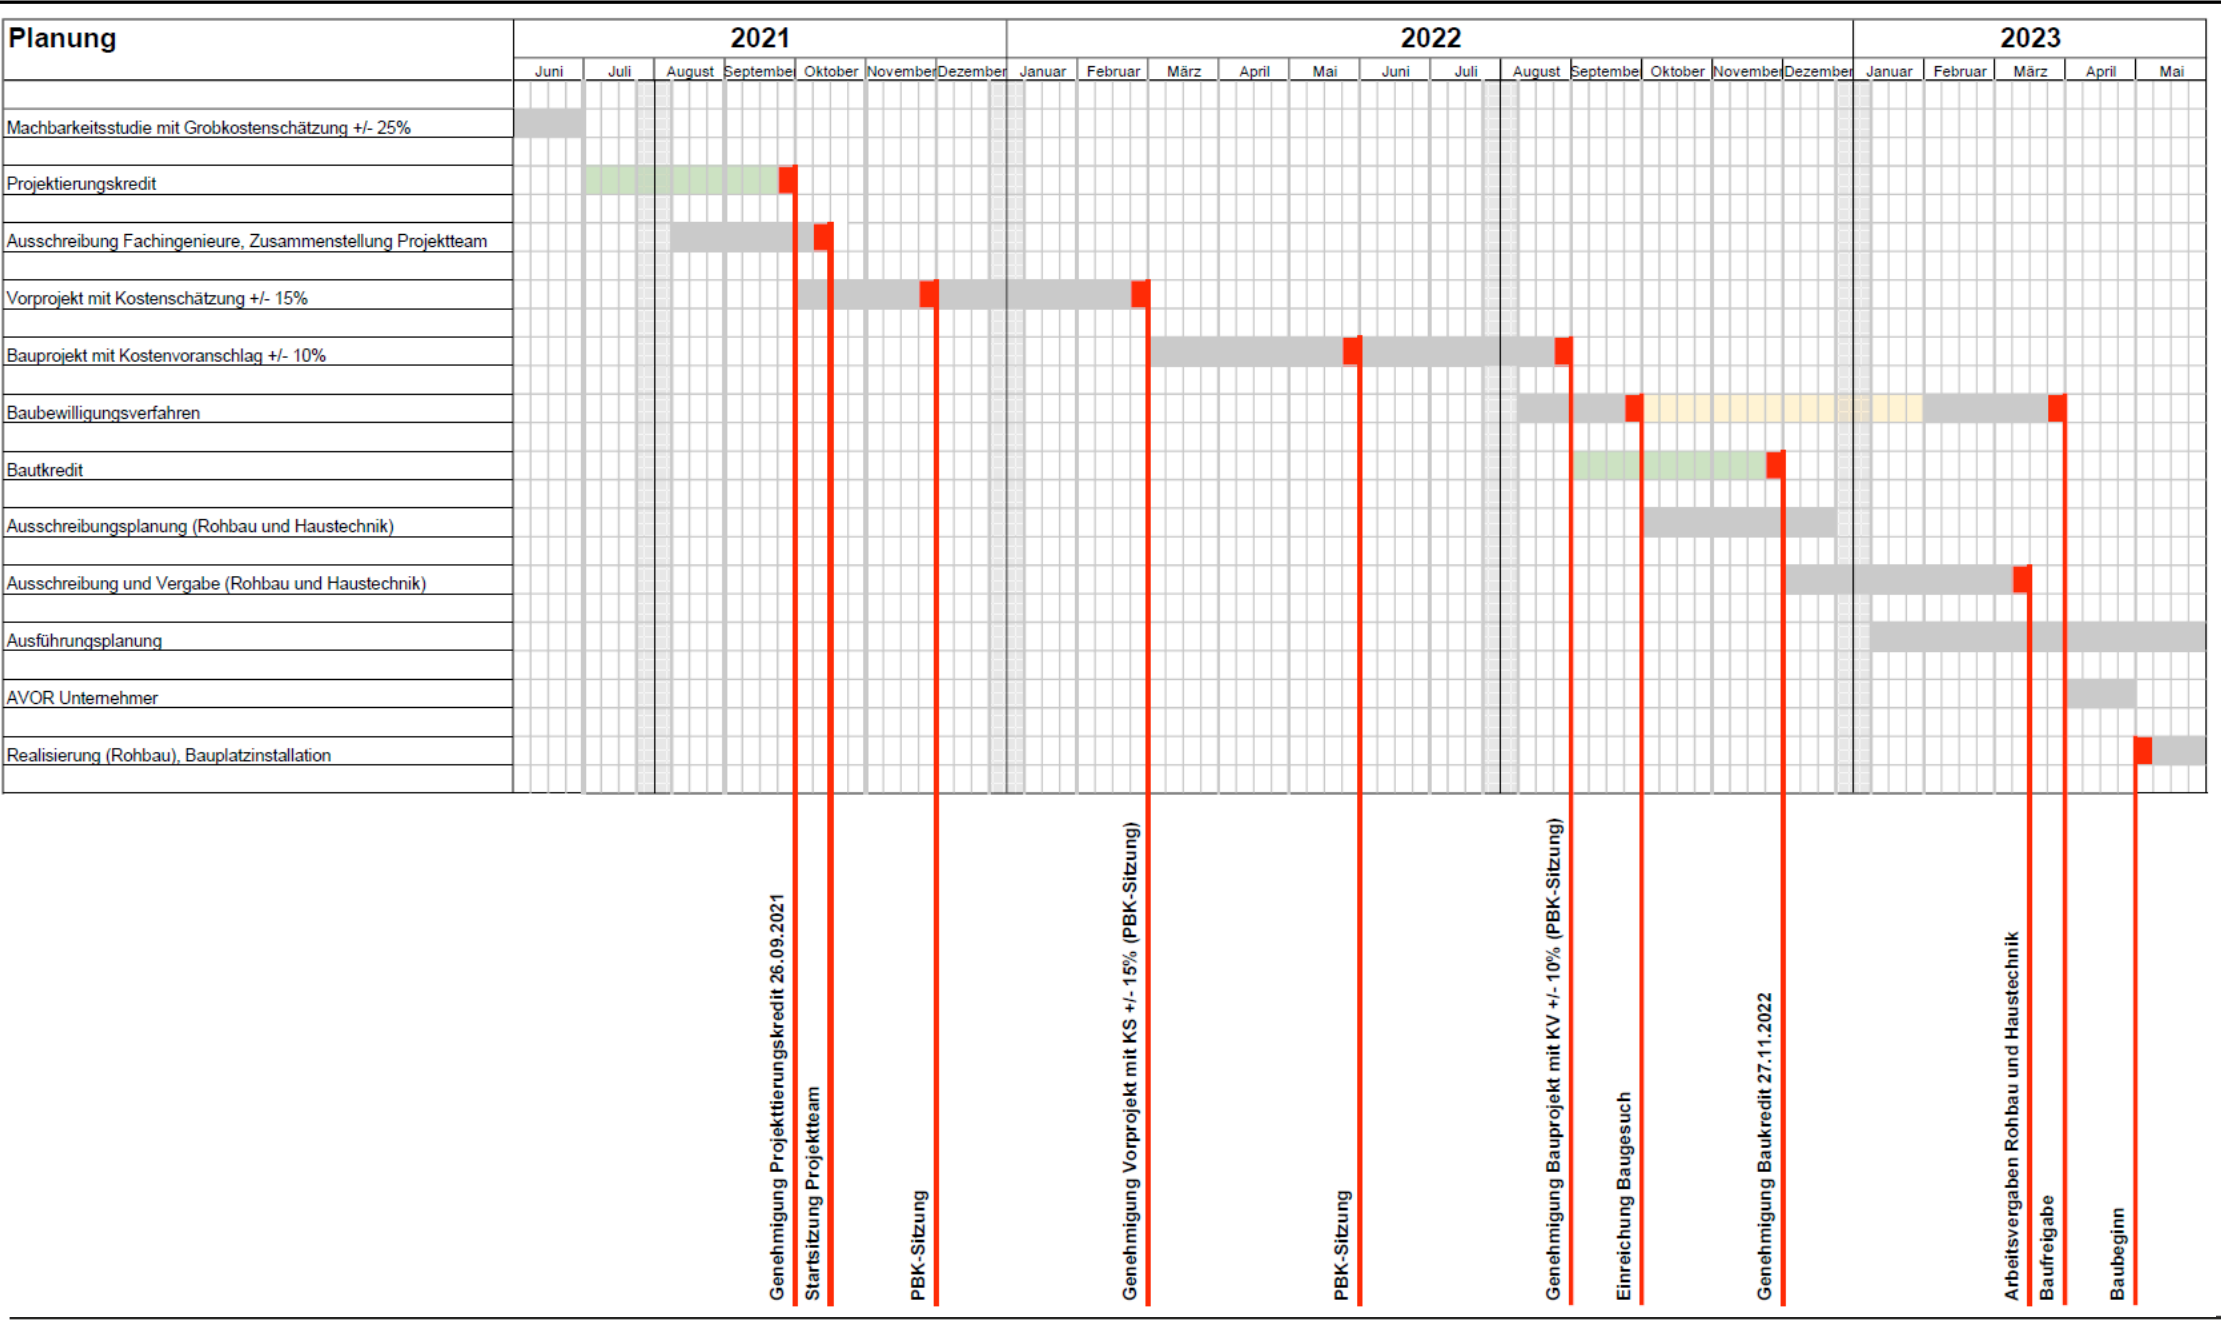 Planung 2021 2022 2023
Juni Juli August September Oktober November Dezember Januar Februar März April Mai Juni Juli August September Oktober November Dezember Januar Februar März April Mai
Machbarkeitsstudie mit Grobkostenschätzung +/- 25%
Projektierungskredit
Ausschreibung Fachingenieure, Zusammenstellung Projektteam
Vorprojekt mit Kostenschätzung +/- 15%
Bauprojekt mit Kostenvoranschlag +/- 10%
Baubewilligungsverfahren
Bautkredit
Ausschreibungsplanung (Rohbau und Haustechnik)
Ausschreibung und Vergabe (Rohbau und Haustechnik)
Ausführungsplanung
AVOR Unternehmer
Realisierung (Rohbau), Bauplatzinstallation
Genehmigung Projekttierungskredit 26.09.2021
Startsitzung Projektteam
PBK-Sitzung
Genehmigung Vorprojekt mit KS +/- 15% (PBK-Sitzung)
PBK-Sitzung
Genehmigung Bauprojekt mit KV +/- 10% (PBK-Sitzung)
Einreichung Baugesuch
Genehmigung Baukredit 27.11.2022
Arbeitsvergaben Rohbau und Haustechnik
Baufreigabe
Baubeginn